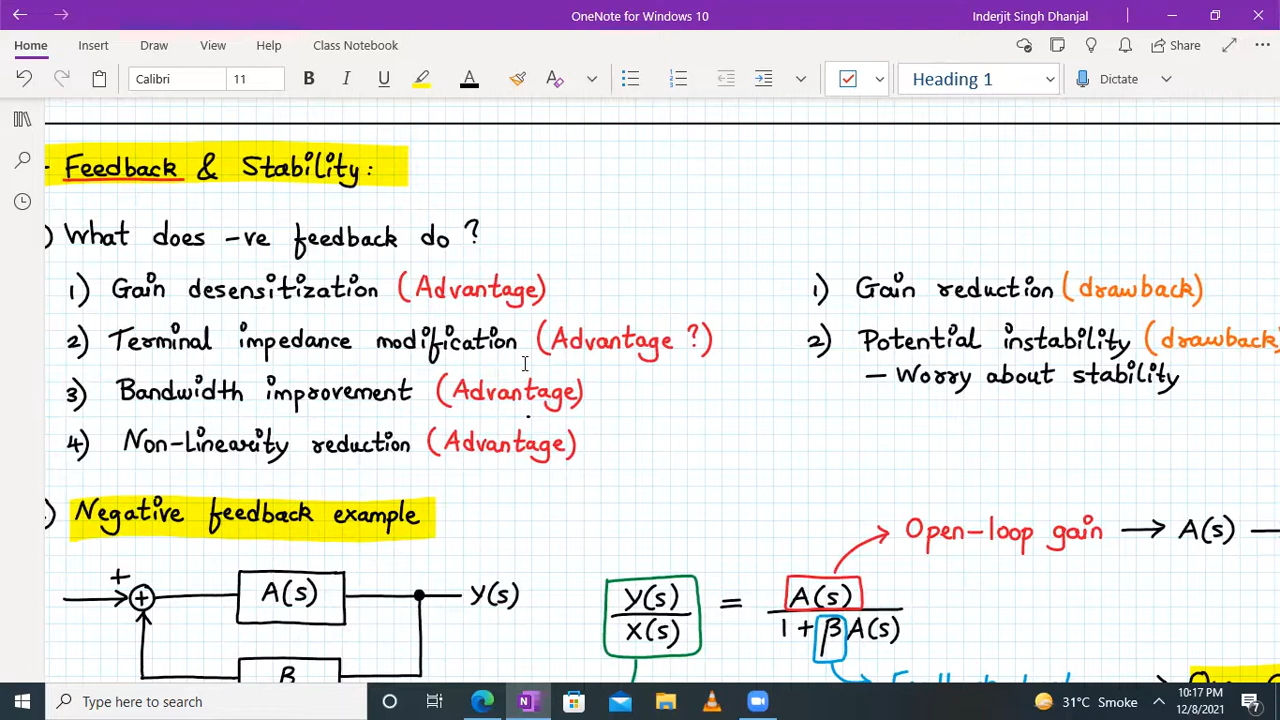 OneNote for Windows 10
Inderjit Singh Dhanjal
Home Insert Draw View Help Class Notebook
Share
Calibri 11 B I U A A Heading 1 Dictate
Feedback & Stability:
) What does -ve feedback do ?
1) Gain desensitization (Advantage)
2) Terminal impedance modification (Advantage ?)
3) Bandwidth improvement (Advantage)
4) Non-Linearity reduction (Advantage)
1) Gain reduction (drawback)
2) Potential instability (drawback
— Worry about stability
) Negative feedback example
+
+ A(s) Y(s)
Open-loop gain → A(s) —
Y(s)/X(s) = A(s)/1 + βA(s)
Type here to search
N
31°C Smoke
10:17 PM
12/8/2021
7